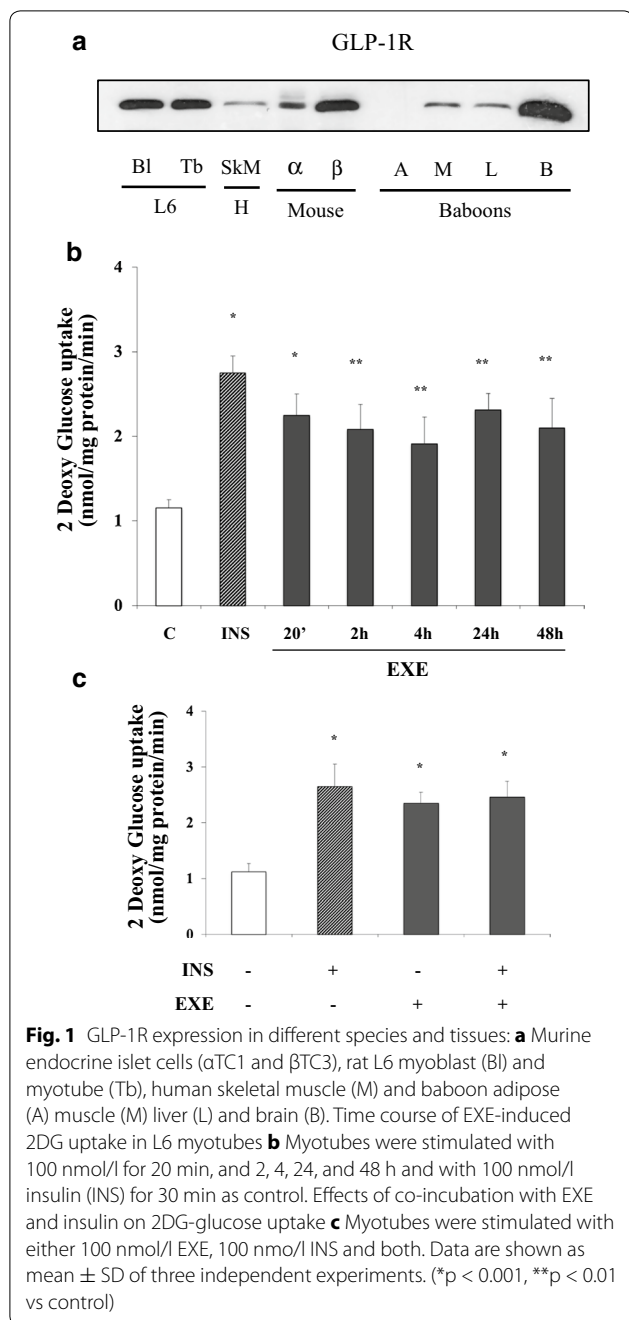 a
GLP-1R
Bl Tb SkM α β A M L B
L6 H Mouse Baboons
b
2 Deoxy Glucose uptake
(nmol/mg protein/min)
4
3
2
1
0
* * ** ** ** **
C INS 20’ 2h 4h 24h 48h
EXE
c
2 Deoxy Glucose uptake
(nmol/mg protein/min)
4
3
2
1
0
* * *
INS - + - +
EXE - - + +
Fig. 1 GLP-1R expression in different species and tissues: a Murine
endocrine islet cells (αTC1 and βTC3), rat L6 myoblast (Bl) and
myotube (Tb), human skeletal muscle (M) and baboon adipose
(A) muscle (M) liver (L) and brain (B). Time course of EXE-induced
2DG uptake in L6 myotubes b Myotubes were stimulated with
100 nmol/l for 20 min, and 2, 4, 24, and 48 h and with 100 nmol/l
insulin (INS) for 30 min as control. Effects of co-incubation with EXE
and insulin on 2DG-glucose uptake c Myotubes were stimulated with
either 100 nmol/l EXE, 100 nmo/l INS and both. Data are shown as
mean ± SD of three independent experiments. (*p < 0.001, **p < 0.01
vs control)